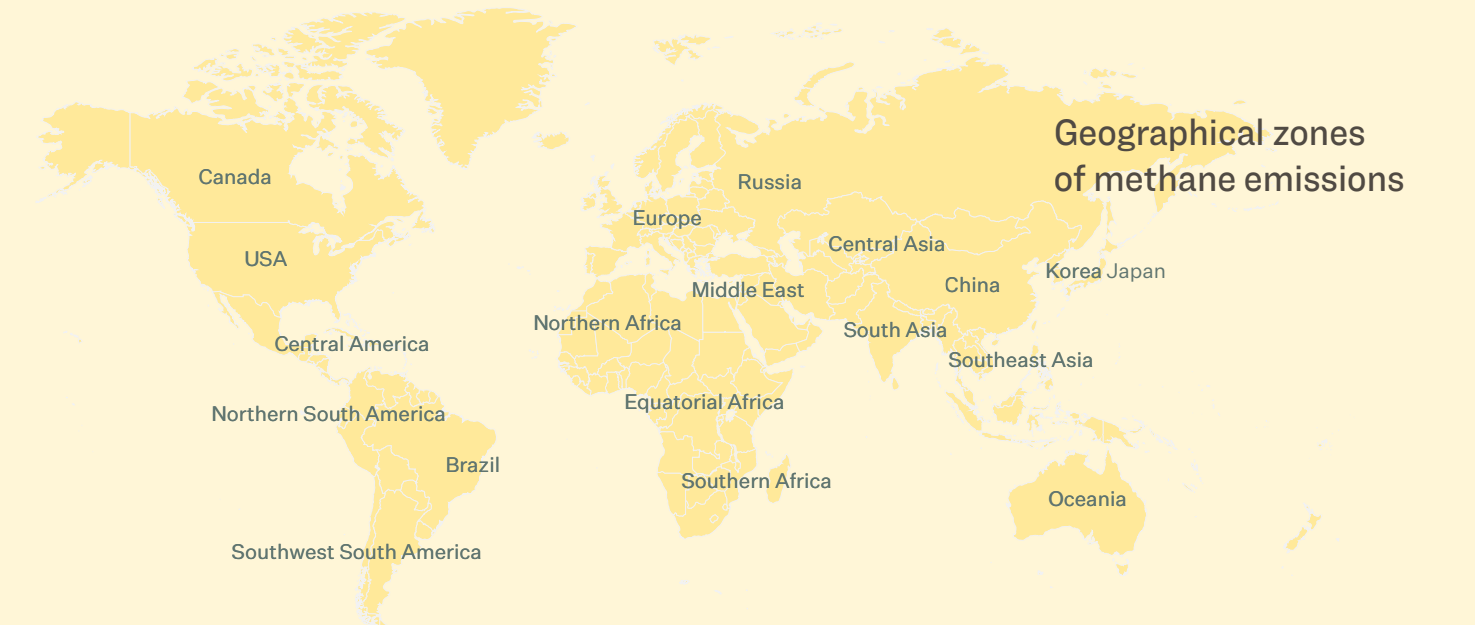 Geographical zones
of methane emissions
Canada
Russia
Europe
Central Asia
USA
Korea Japan
China
Middle East
Northern Africa
South Asia
Central America
Southeast Asia
Equatorial Africa
Northern South America
Brazil
Southern Africa
Oceania
Southwest South America